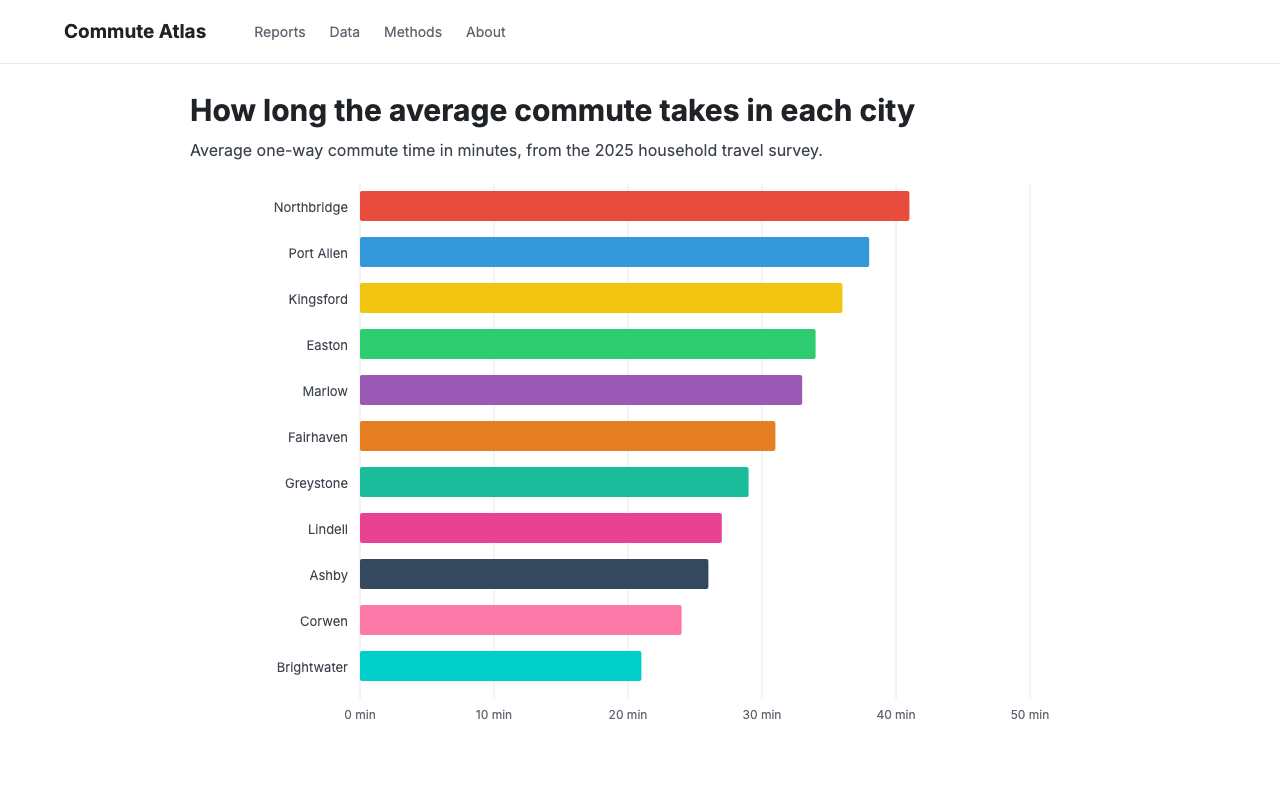 Commute Atlas
Reports Data Methods About
How long the average commute takes in each city
Average one-way commute time in minutes, from the 2025 household travel survey.
Northbridge
Port Allen
Kingsford
Easton
Marlow
Fairhaven
Greystone
Lindell
Ashby
Corwen
Brightwater
0 min 10 min 20 min 30 min 40 min 50 min